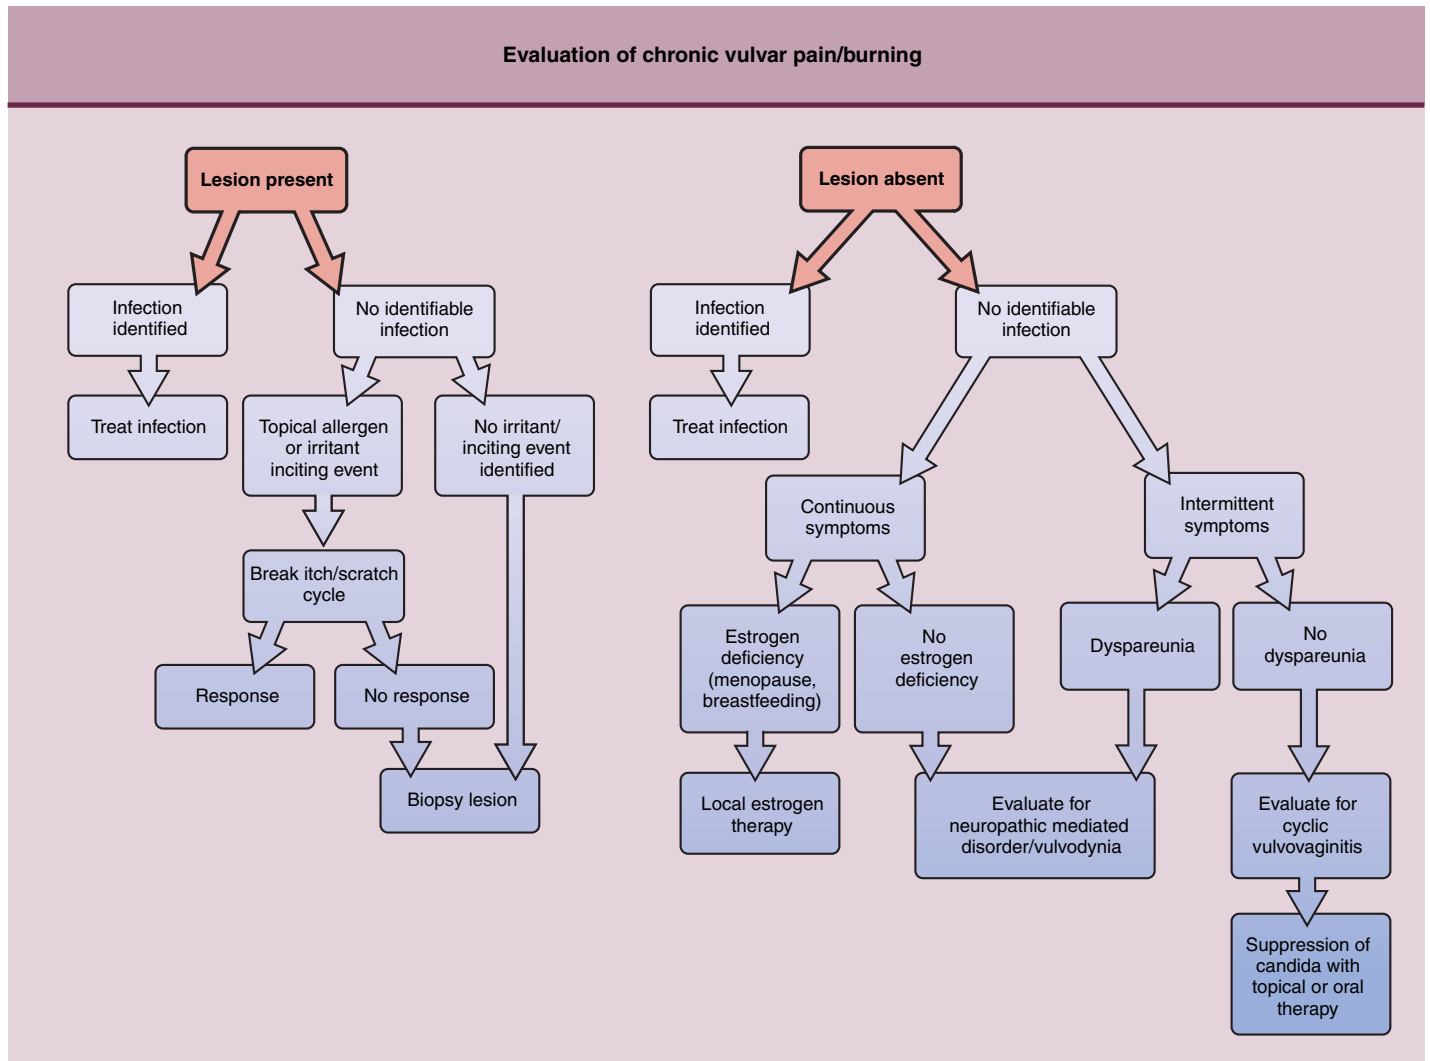 Evaluation of chronic vulvar pain/burning
Lesion present
Infection
identified
Treat infection
No identifiable
infection
Topical allergen
or irritant
inciting event
No irritant/
inciting event
identified
Break itch/scratch
cycle
Response
No response
Biopsy lesion
Lesion absent
Infection
identified
Treat infection
No identifiable
infection
Continuous
symptoms
Intermittent
symptoms
Estrogen
deficiency
(menopause,
breastfeeding)
No
estrogen
deficiency
Dyspareunia
No
dyspareunia
Local estrogen
therapy
Evaluate for
neuropathic mediated
disorder/vulvodynia
Evaluate for
cyclic
vulvovaginitis
Suppression of
candida with
topical or oral
therapy